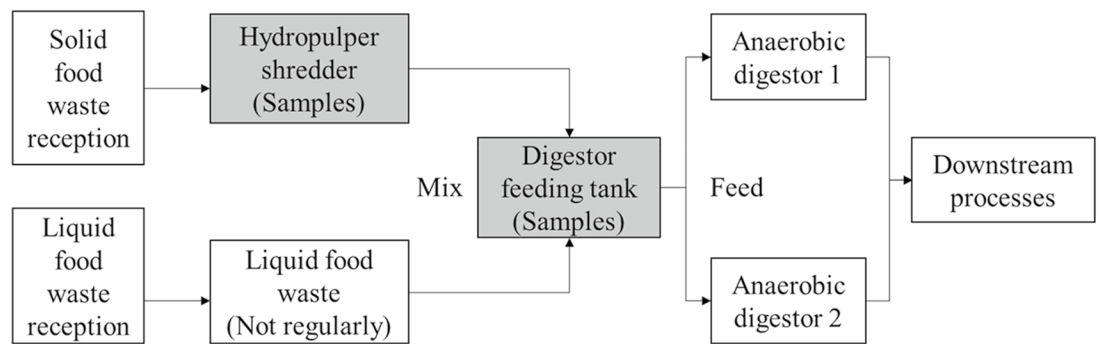 Solid
food
waste
reception
Hydropulper
shredder
(Samples)
Liquid
food
waste
reception
Liquid food
waste
(Not regularly)
Mix
Digestor
feeding tank
(Samples)
Feed
Anaerobic
digestor 1
Anaerobic
digestor 2
Downstream
processes